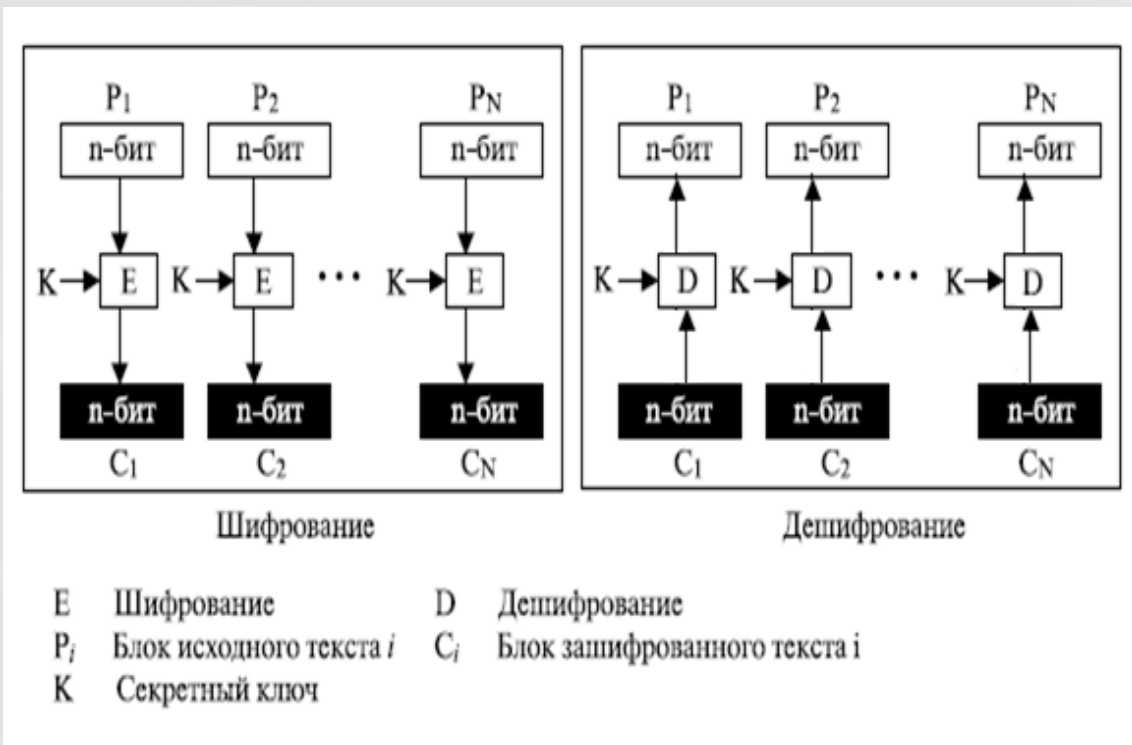 P1 P2 PN P1 P2 PN
n-бит n-бит n-бит n-бит n-бит n-бит
K E K E ... K E K D K D ... K D
n-бит n-бит n-бит n-бит n-бит n-бит
C1 C2 CN C1 C2 CN
Шифрование Дешифрование
E Шифрование D Дешифрование
Pi Блок исходного текста i Ci Блок зашифрованного текста i
K Секретный ключ